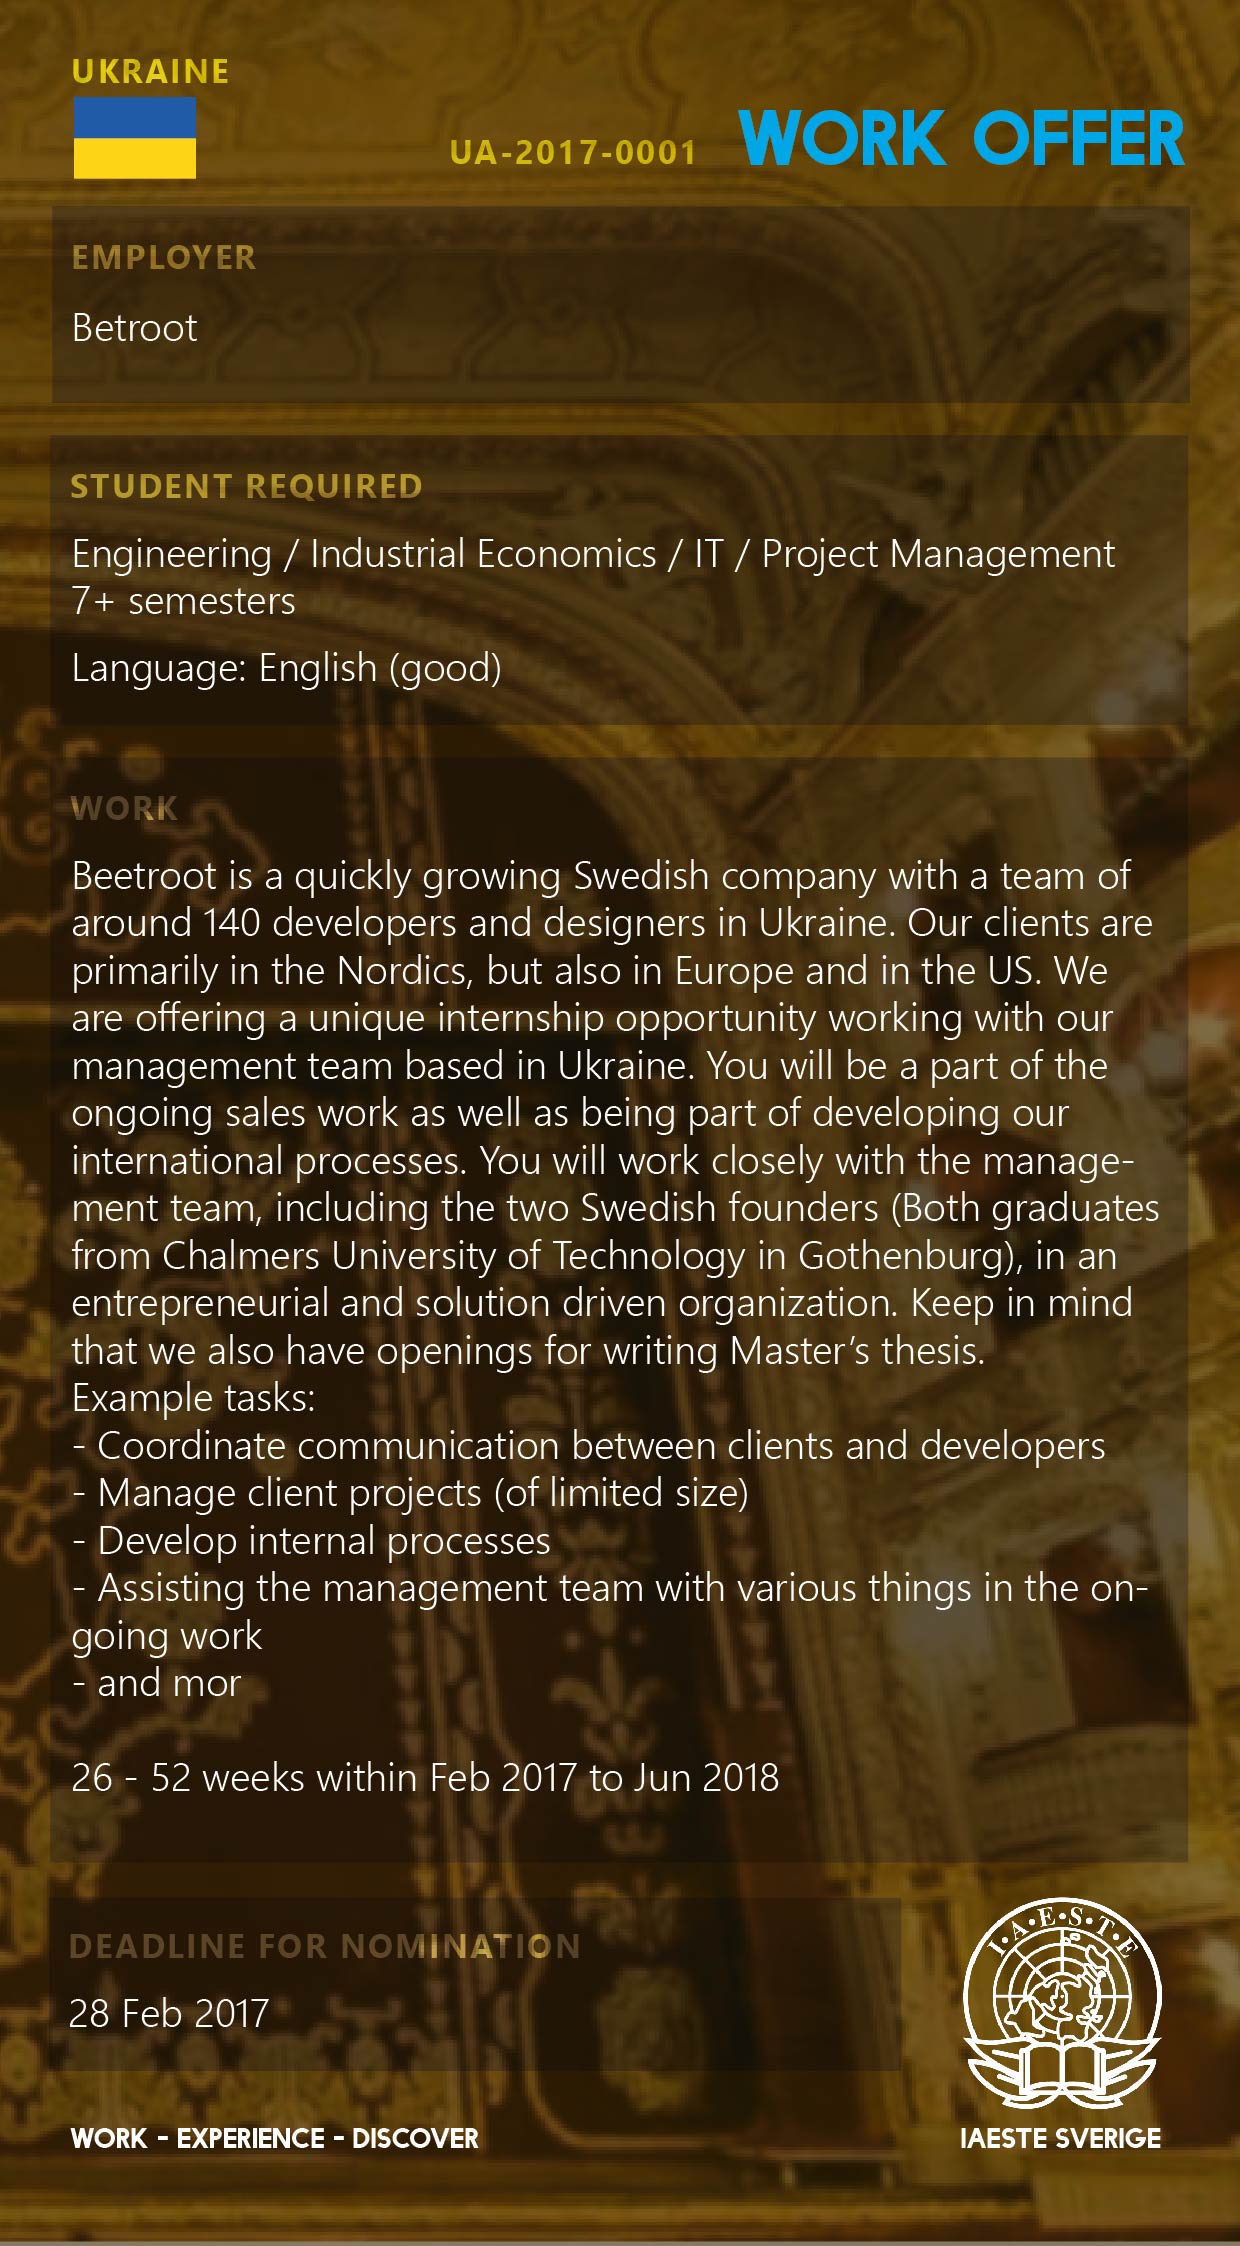 UKRAINE
UA-2017-0001 WORK OFFER
EMPLOYER
Betroot
STUDENT REQUIRED
Engineering / Industrial Economics / IT / Project Management
7+ semesters
Language: English (good)
WORK
Beetroot is a quickly growing Swedish company with a team of
around 140 developers and designers in Ukraine. Our clients are
primarily in the Nordics, but also in Europe and in the US. We
are offering a unique internship opportunity working with our
management team based in Ukraine. You will be a part of the
ongoing sales work as well as being part of developing our
international processes. You will work closely with the manage-
ment team, including the two Swedish founders (Both graduates
from Chalmers University of Technology in Gothenburg), in an
entrepreneurial and solution driven organization. Keep in mind
that we also have openings for writing Master’s thesis.
Example tasks:
- Coordinate communication between clients and developers
- Manage client projects (of limited size)
- Develop internal processes
- Assisting the management team with various things in the on-
going work
- and mor
26 - 52 weeks within Feb 2017 to Jun 2018
DEADLINE FOR NOMINATION
28 Feb 2017
I·A·E·S·T·E
WORK - EXPERIENCE - DISCOVER
IAESTE SVERIGE